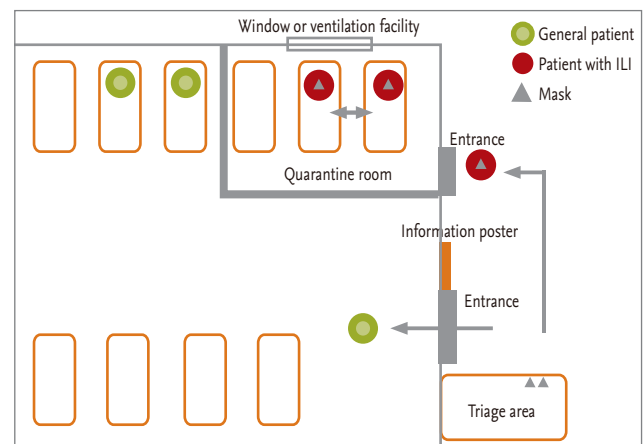 Window or ventilation facility
General patient
Patient with ILI
Mask
Entrance
Quarantine room
Information poster
Entrance
Triage area